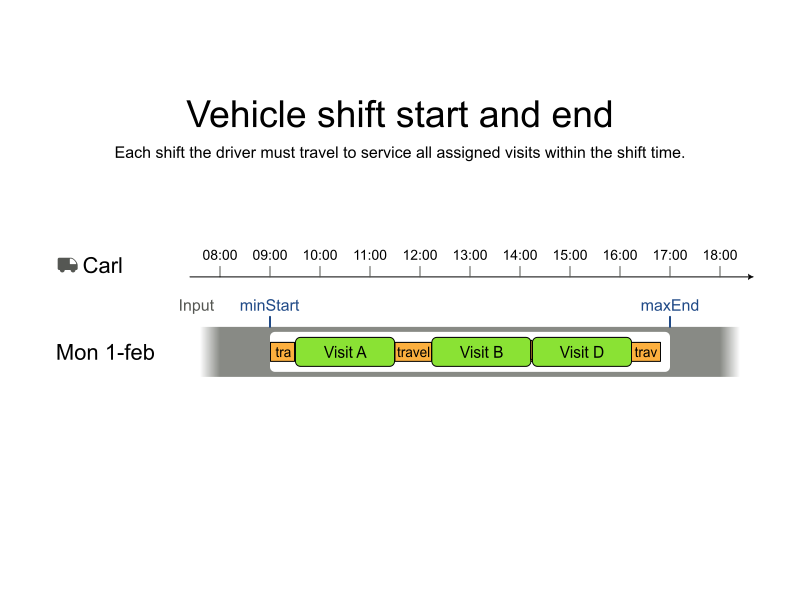 Vehicle shift start and end
Each shift the driver must travel to service all assigned visits within the shift time.
Carl
08:00 09:00 10:00 11:00 12:00 13:00 14:00 15:00 16:00 17:00 18:00
Input minStart maxEnd
Mon 1-feb tra Visit A travel Visit B Visit D trav